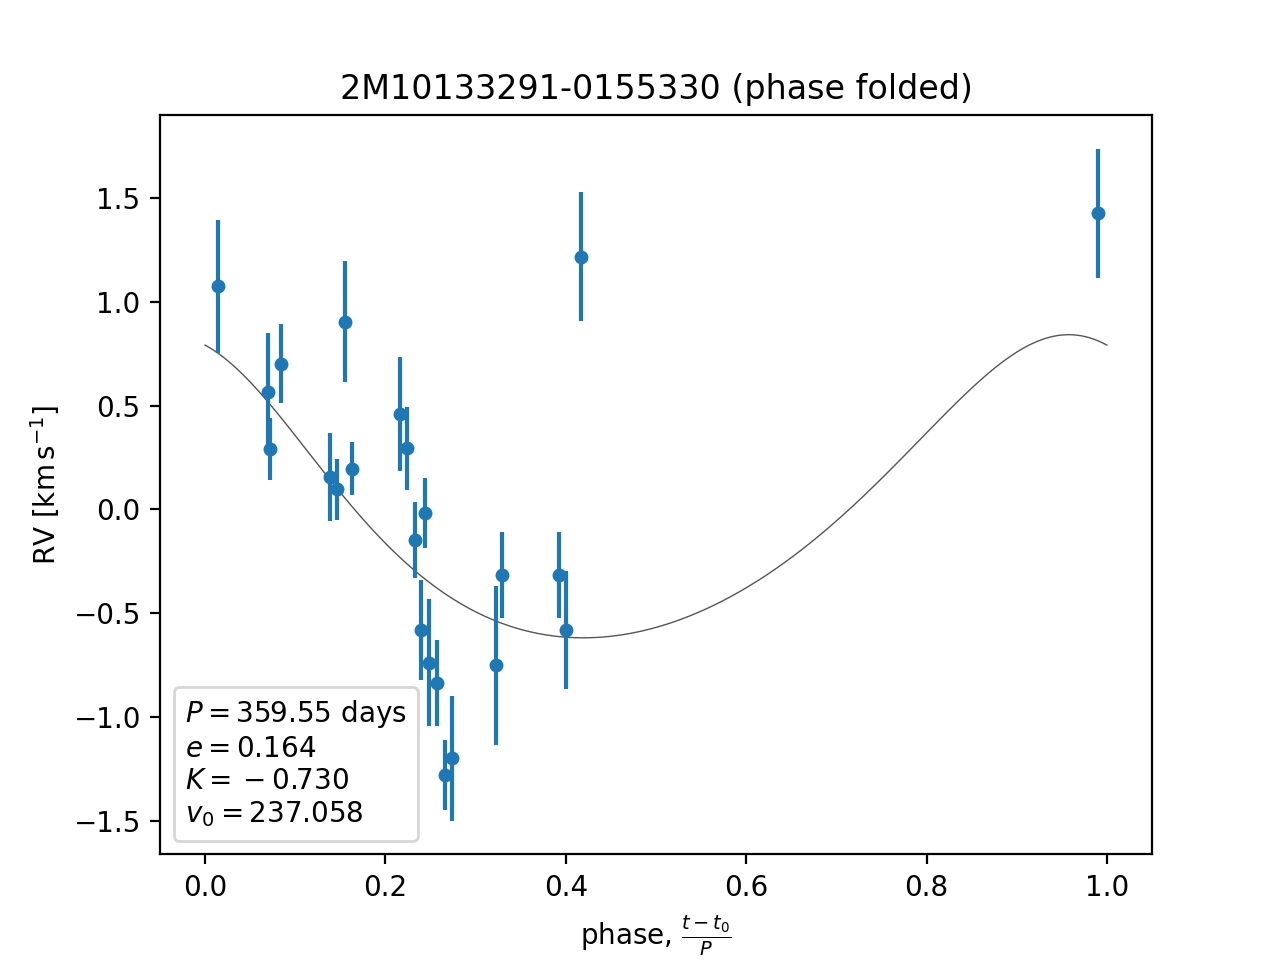 2M10133291-0155330 (phase folded)
RV [km s⁻¹]
1.5
1.0
0.5
0.0
−0.5
−1.0
−1.5
P = 359.55 days
e = 0.164
K = −0.730
v₀ = 237.058
0.0 0.2 0.4 0.6 0.8 1.0
phase, (t − t₀)/P